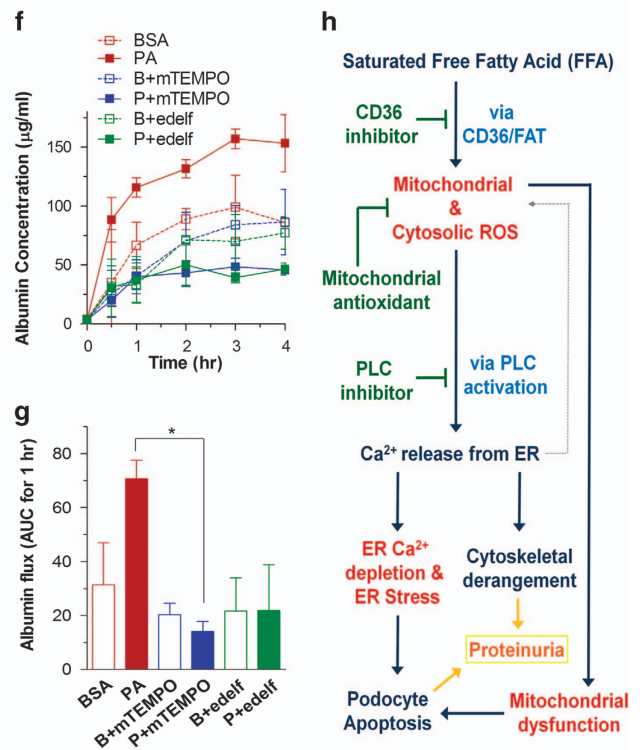 f
BSA
PA
B+mTEMPO
P+mTEMPO
B+edelf
P+edelf
Albumin Concentration (µg/ml)
150
100
50
0
0
1
2
3
4
Time (hr)
g
Albumin flux (AUC for 1 hr)
80
60
40
20
0
*
BSA
PA
B+mTEMPO
P+mTEMPO
B+edelf
P+edelf
h
Saturated Free Fatty Acid (FFA)
CD36
inhibitor
via
CD36/FAT
Mitochondrial
&
Cytosolic ROS
Mitochondrial
antioxidant
PLC
inhibitor
via PLC
activation
Ca²⁺ release from ER
ER Ca²⁺
depletion &
ER Stress
Cytoskeletal
derangement
Proteinuria
Podocyte
Apoptosis
Mitochondrial
dysfunction